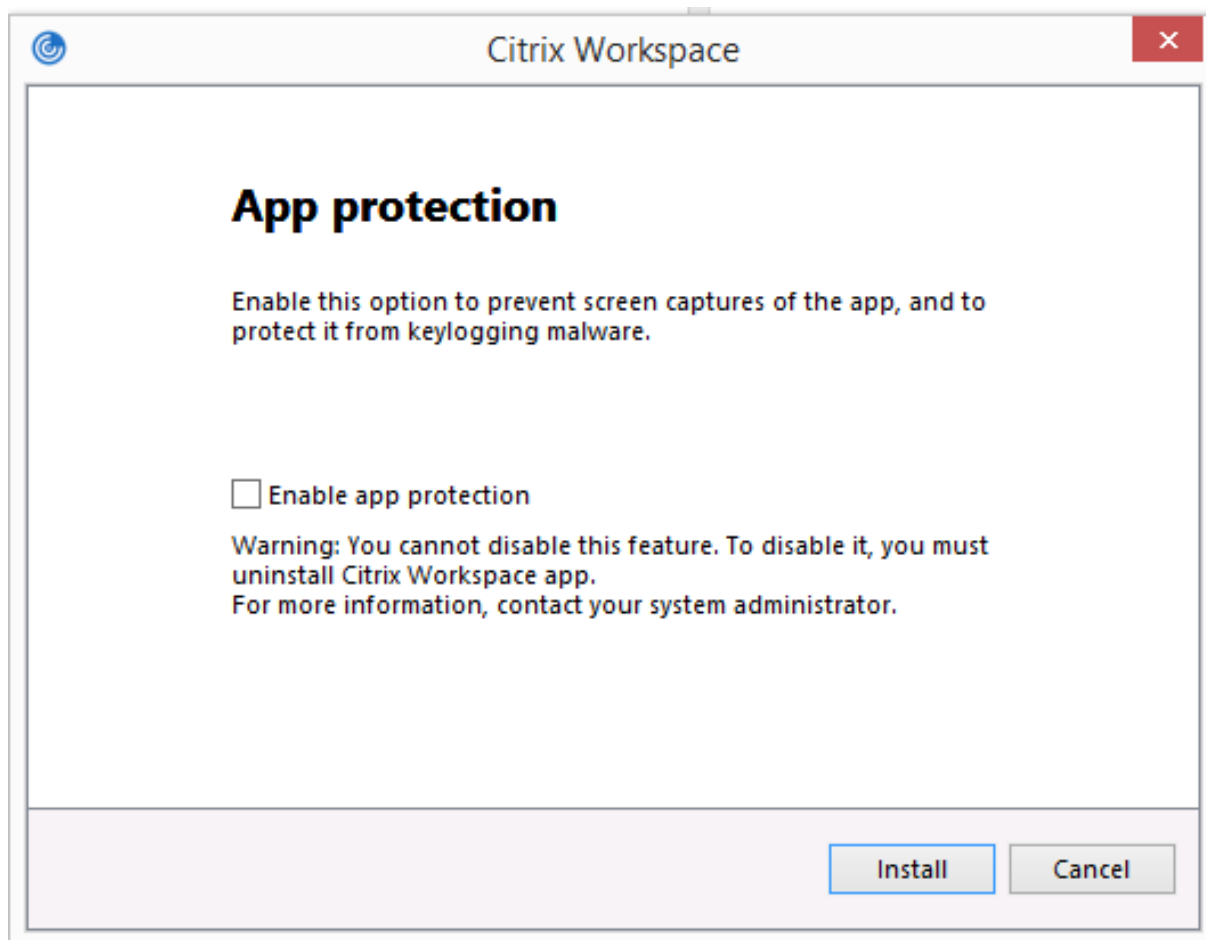 Citrix Workspace
App protection
Enable this option to prevent screen captures of the app, and to
protect it from keylogging malware.
Enable app protection
Warning: You cannot disable this feature. To disable it, you must
uninstall Citrix Workspace app.
For more information, contact your system administrator.
Install Cancel